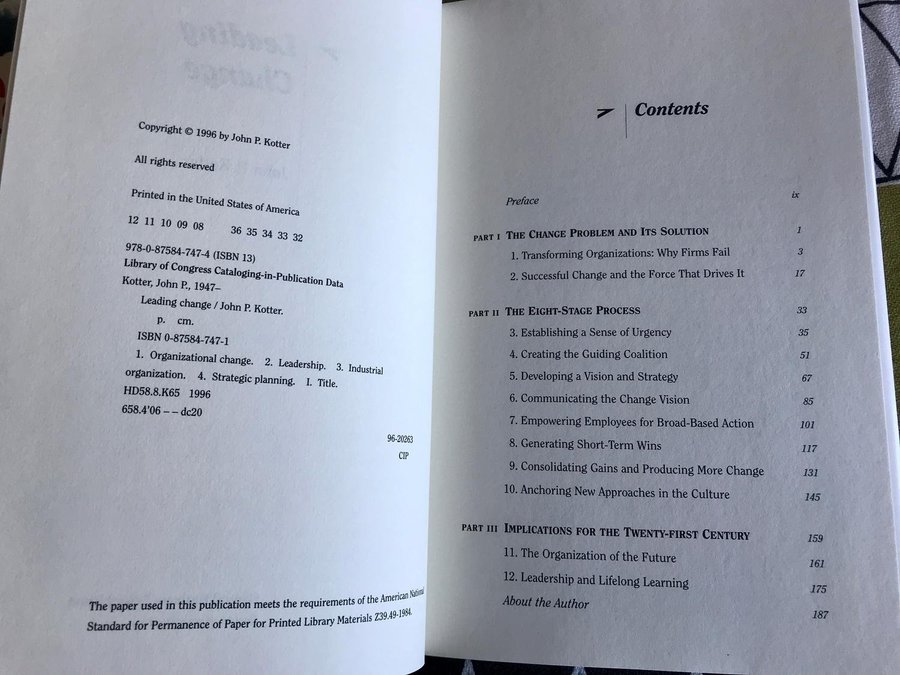 Leading
Change
Copyright © 1996 by John P. Kotter
All rights reserved
Printed in the United States of America
12 11 10 09 08 36 35 34 33 32
978-0-87584-747-4 (ISBN 13)
Library of Congress Cataloging-in-Publication Data
Kotter, John P., 1947–
Leading change / John P. Kotter.
p. cm.
ISBN 0-87584-747-1
1. Organizational change. 2. Leadership. 3. Industrial
organization. 4. Strategic planning. I. Title.
HD58.8.K65 1996
658.4'06 – – dc20
96-20263
CIP
The paper used in this publication meets the requirements of the American National
Standard for Permanence of Paper for Printed Library Materials Z39.49-1984.
Contents
Preface ix
PART I THE CHANGE PROBLEM AND ITS SOLUTION 1
1. Transforming Organizations: Why Firms Fail 3
2. Successful Change and the Force That Drives It 17
PART II THE EIGHT-STAGE PROCESS 33
3. Establishing a Sense of Urgency 35
4. Creating the Guiding Coalition 51
5. Developing a Vision and Strategy 67
6. Communicating the Change Vision 85
7. Empowering Employees for Broad-Based Action 101
8. Generating Short-Term Wins 117
9. Consolidating Gains and Producing More Change 131
10. Anchoring New Approaches in the Culture 145
PART III IMPLICATIONS FOR THE TWENTY-FIRST CENTURY 159
11. The Organization of the Future 161
12. Leadership and Lifelong Learning 175
About the Author 187